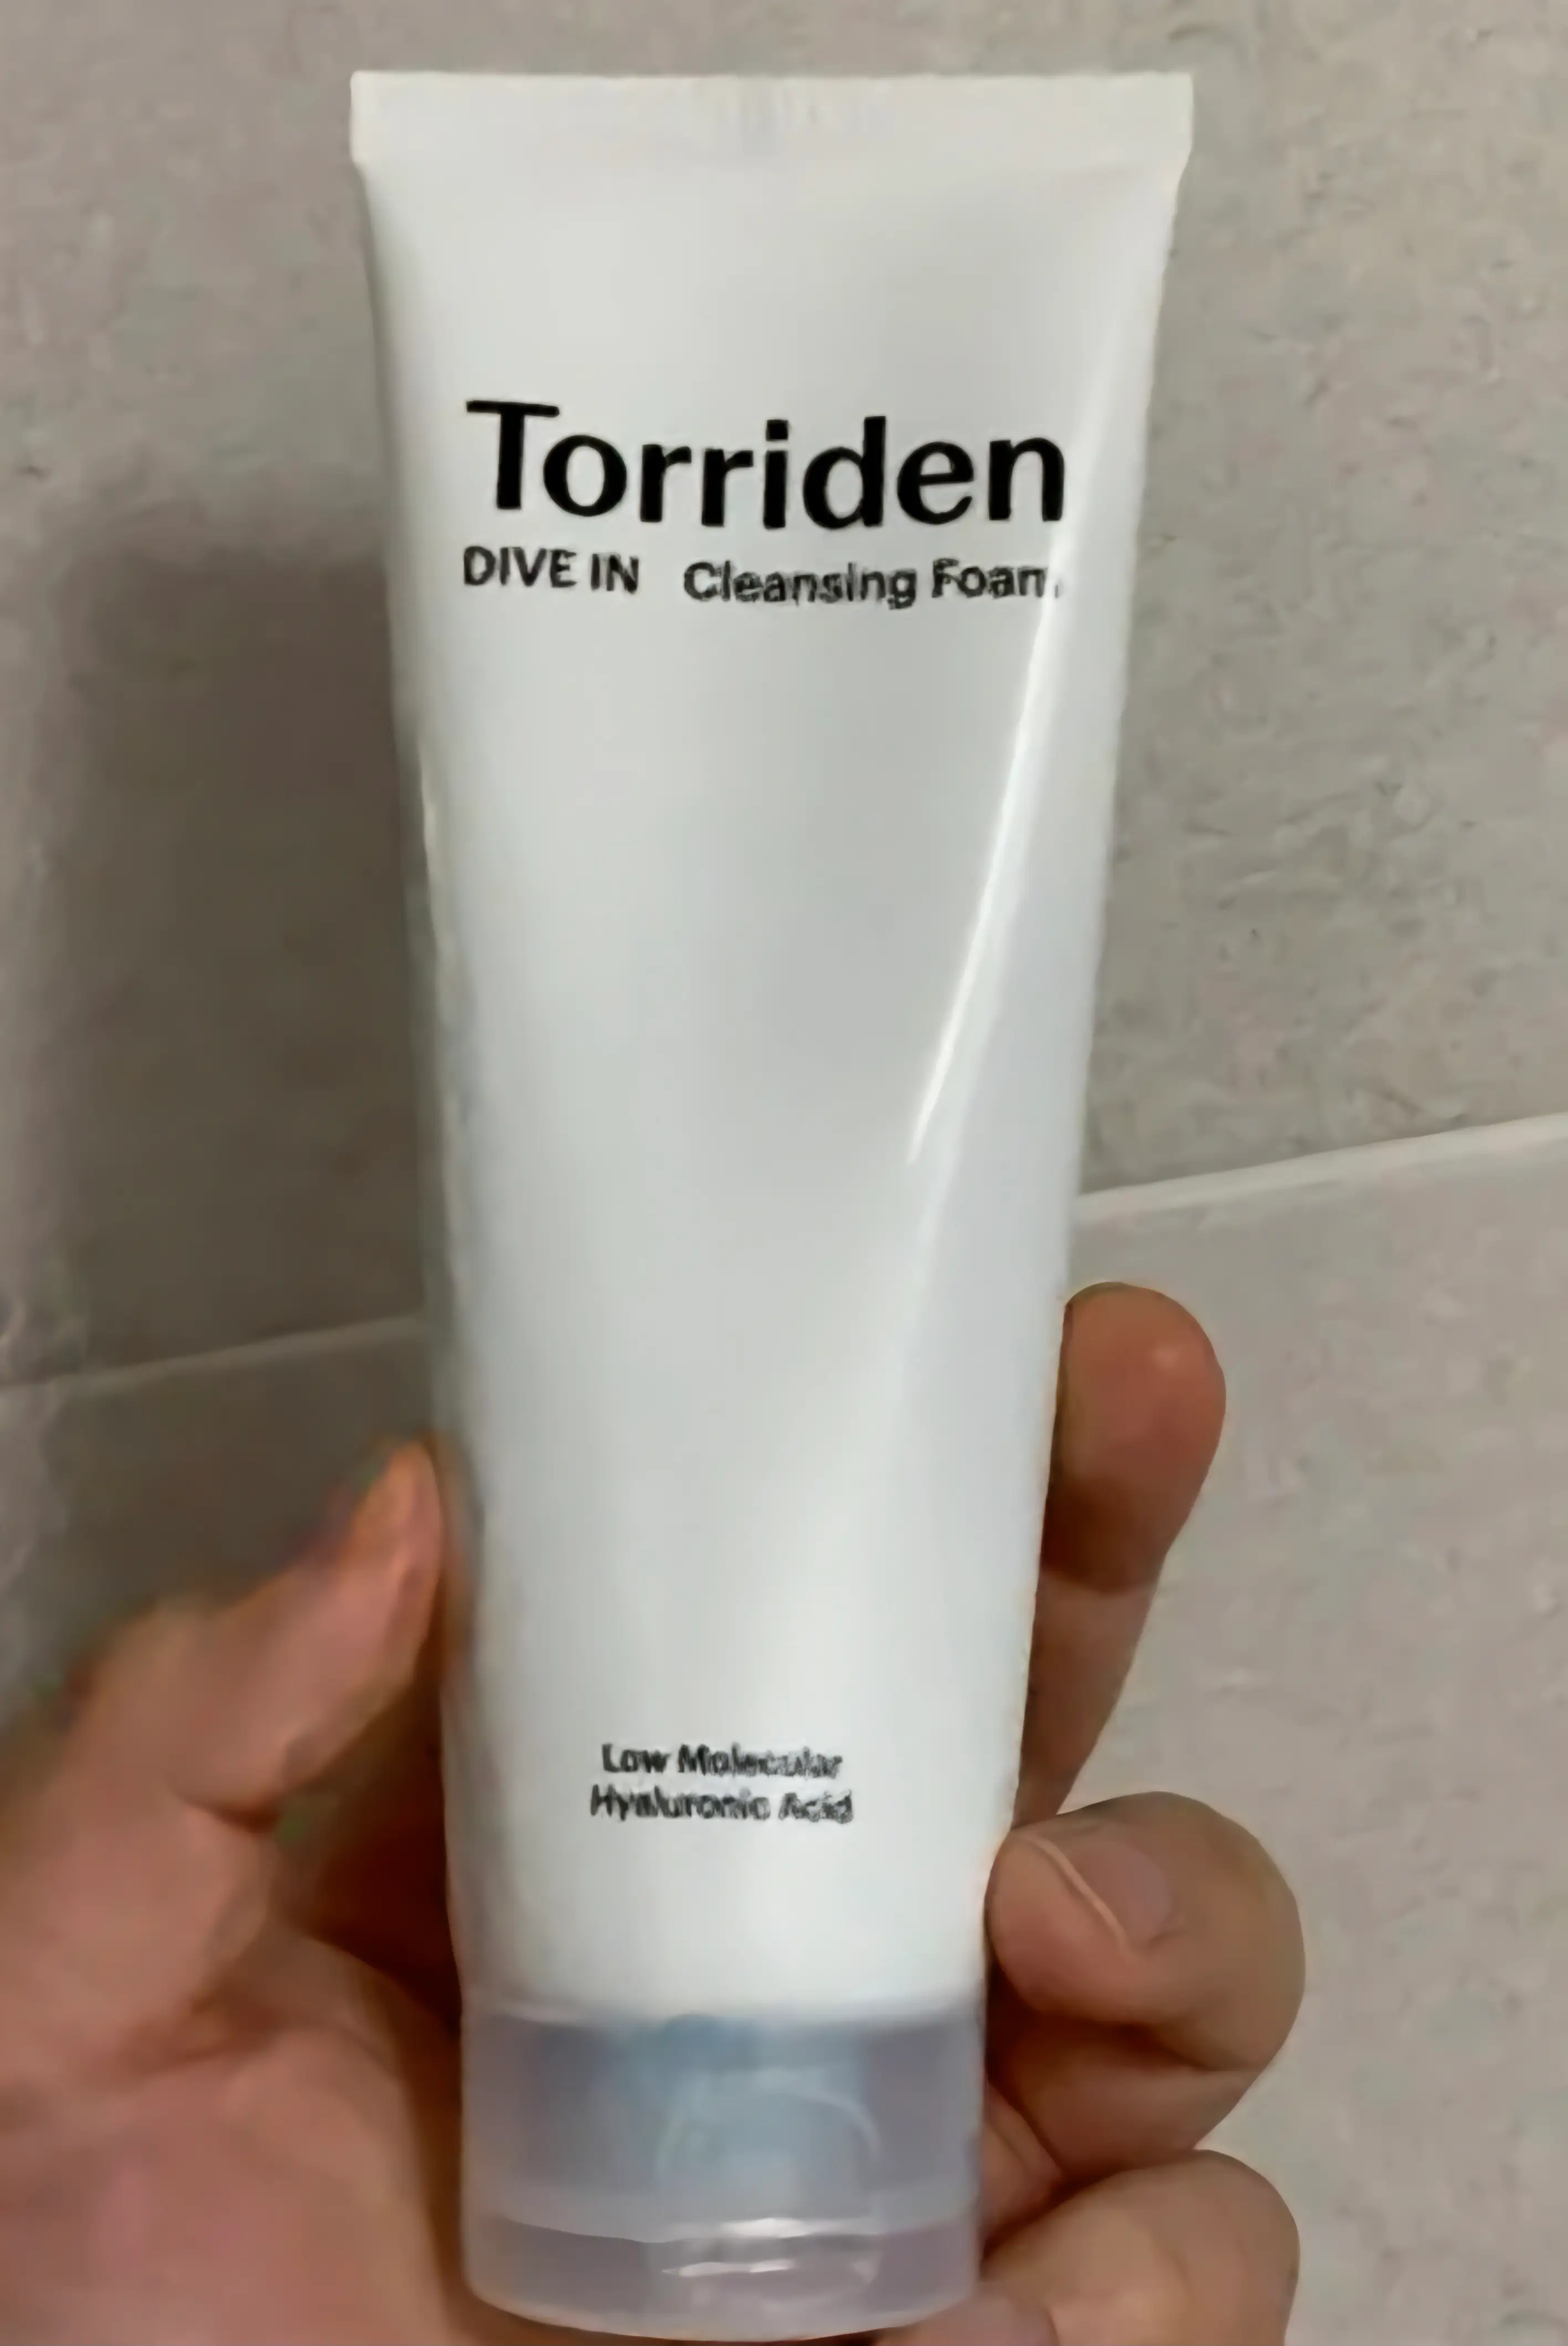 Torriden
DIVE IN Cleansing Foam
Low Molecular
Hyaluronic Acid